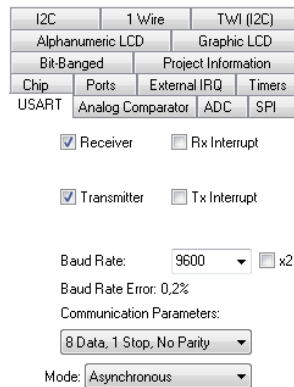 I2C 1 Wire TWI (I2C)
Alphanumeric LCD Graphic LCD
Bit-Banged Project Information
Chip Ports External IRQ Timers
USART Analog Comparator ADC SPI
Receiver Rx Interrupt
Transmitter Tx Interrupt
Baud Rate: 9600 x2
Baud Rate Error: 0,2%
Communication Parameters:
8 Data, 1 Stop, No Parity
Mode: Asynchronous